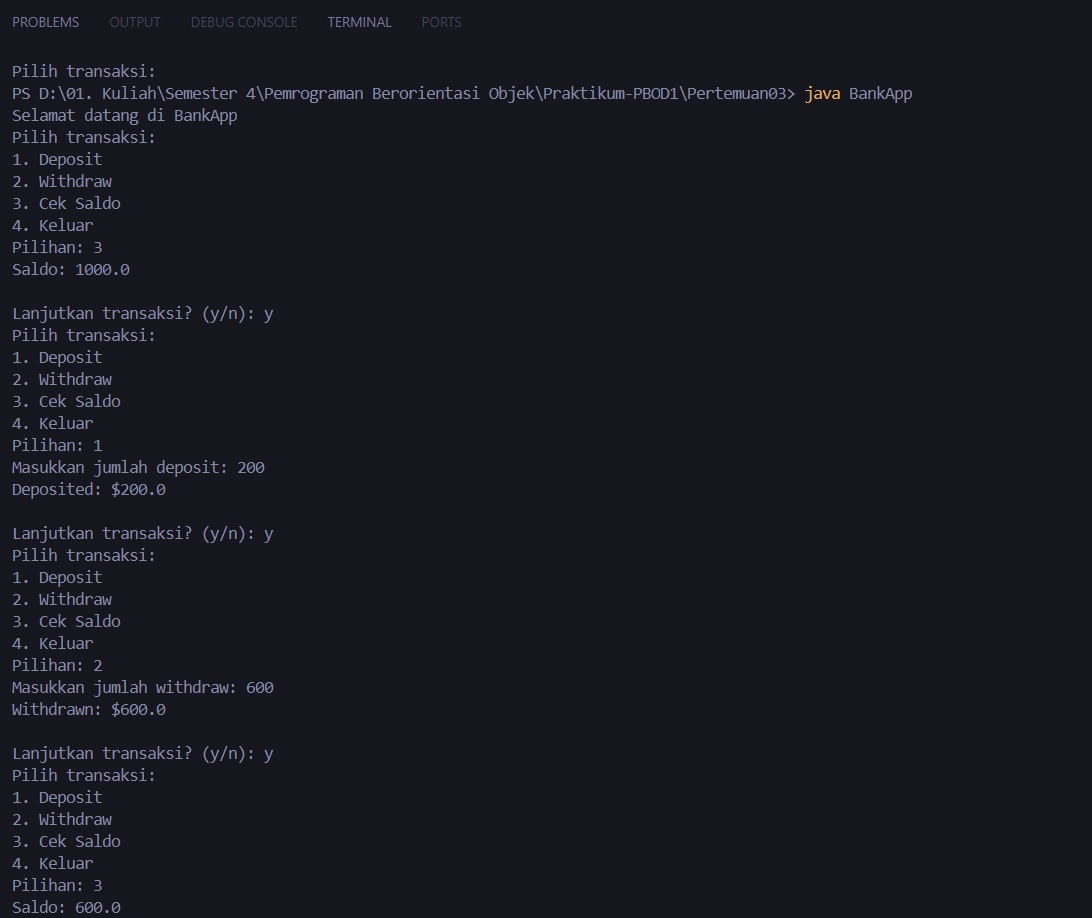 PROBLEMS OUTPUT DEBUG CONSOLE TERMINAL PORTS
Pilih transaksi:
PS D:\01. Kuliah\Semester 4\Pemrograman Berorientasi Objek\Praktikum-PBOD1\Pertemuan03> java BankApp
Selamat datang di BankApp
Pilih transaksi:
1. Deposit
2. Withdraw
3. Cek Saldo
4. Keluar
Pilihan: 3
Saldo: 1000.0
Lanjutkan transaksi? (y/n): y
Pilih transaksi:
1. Deposit
2. Withdraw
3. Cek Saldo
4. Keluar
Pilihan: 1
Masukkan jumlah deposit: 200
Deposited: $200.0
Lanjutkan transaksi? (y/n): y
Pilih transaksi:
1. Deposit
2. Withdraw
3. Cek Saldo
4. Keluar
Pilihan: 2
Masukkan jumlah withdraw: 600
Withdrawn: $600.0
Lanjutkan transaksi? (y/n): y
Pilih transaksi:
1. Deposit
2. Withdraw
3. Cek Saldo
4. Keluar
Pilihan: 3
Saldo: 600.0